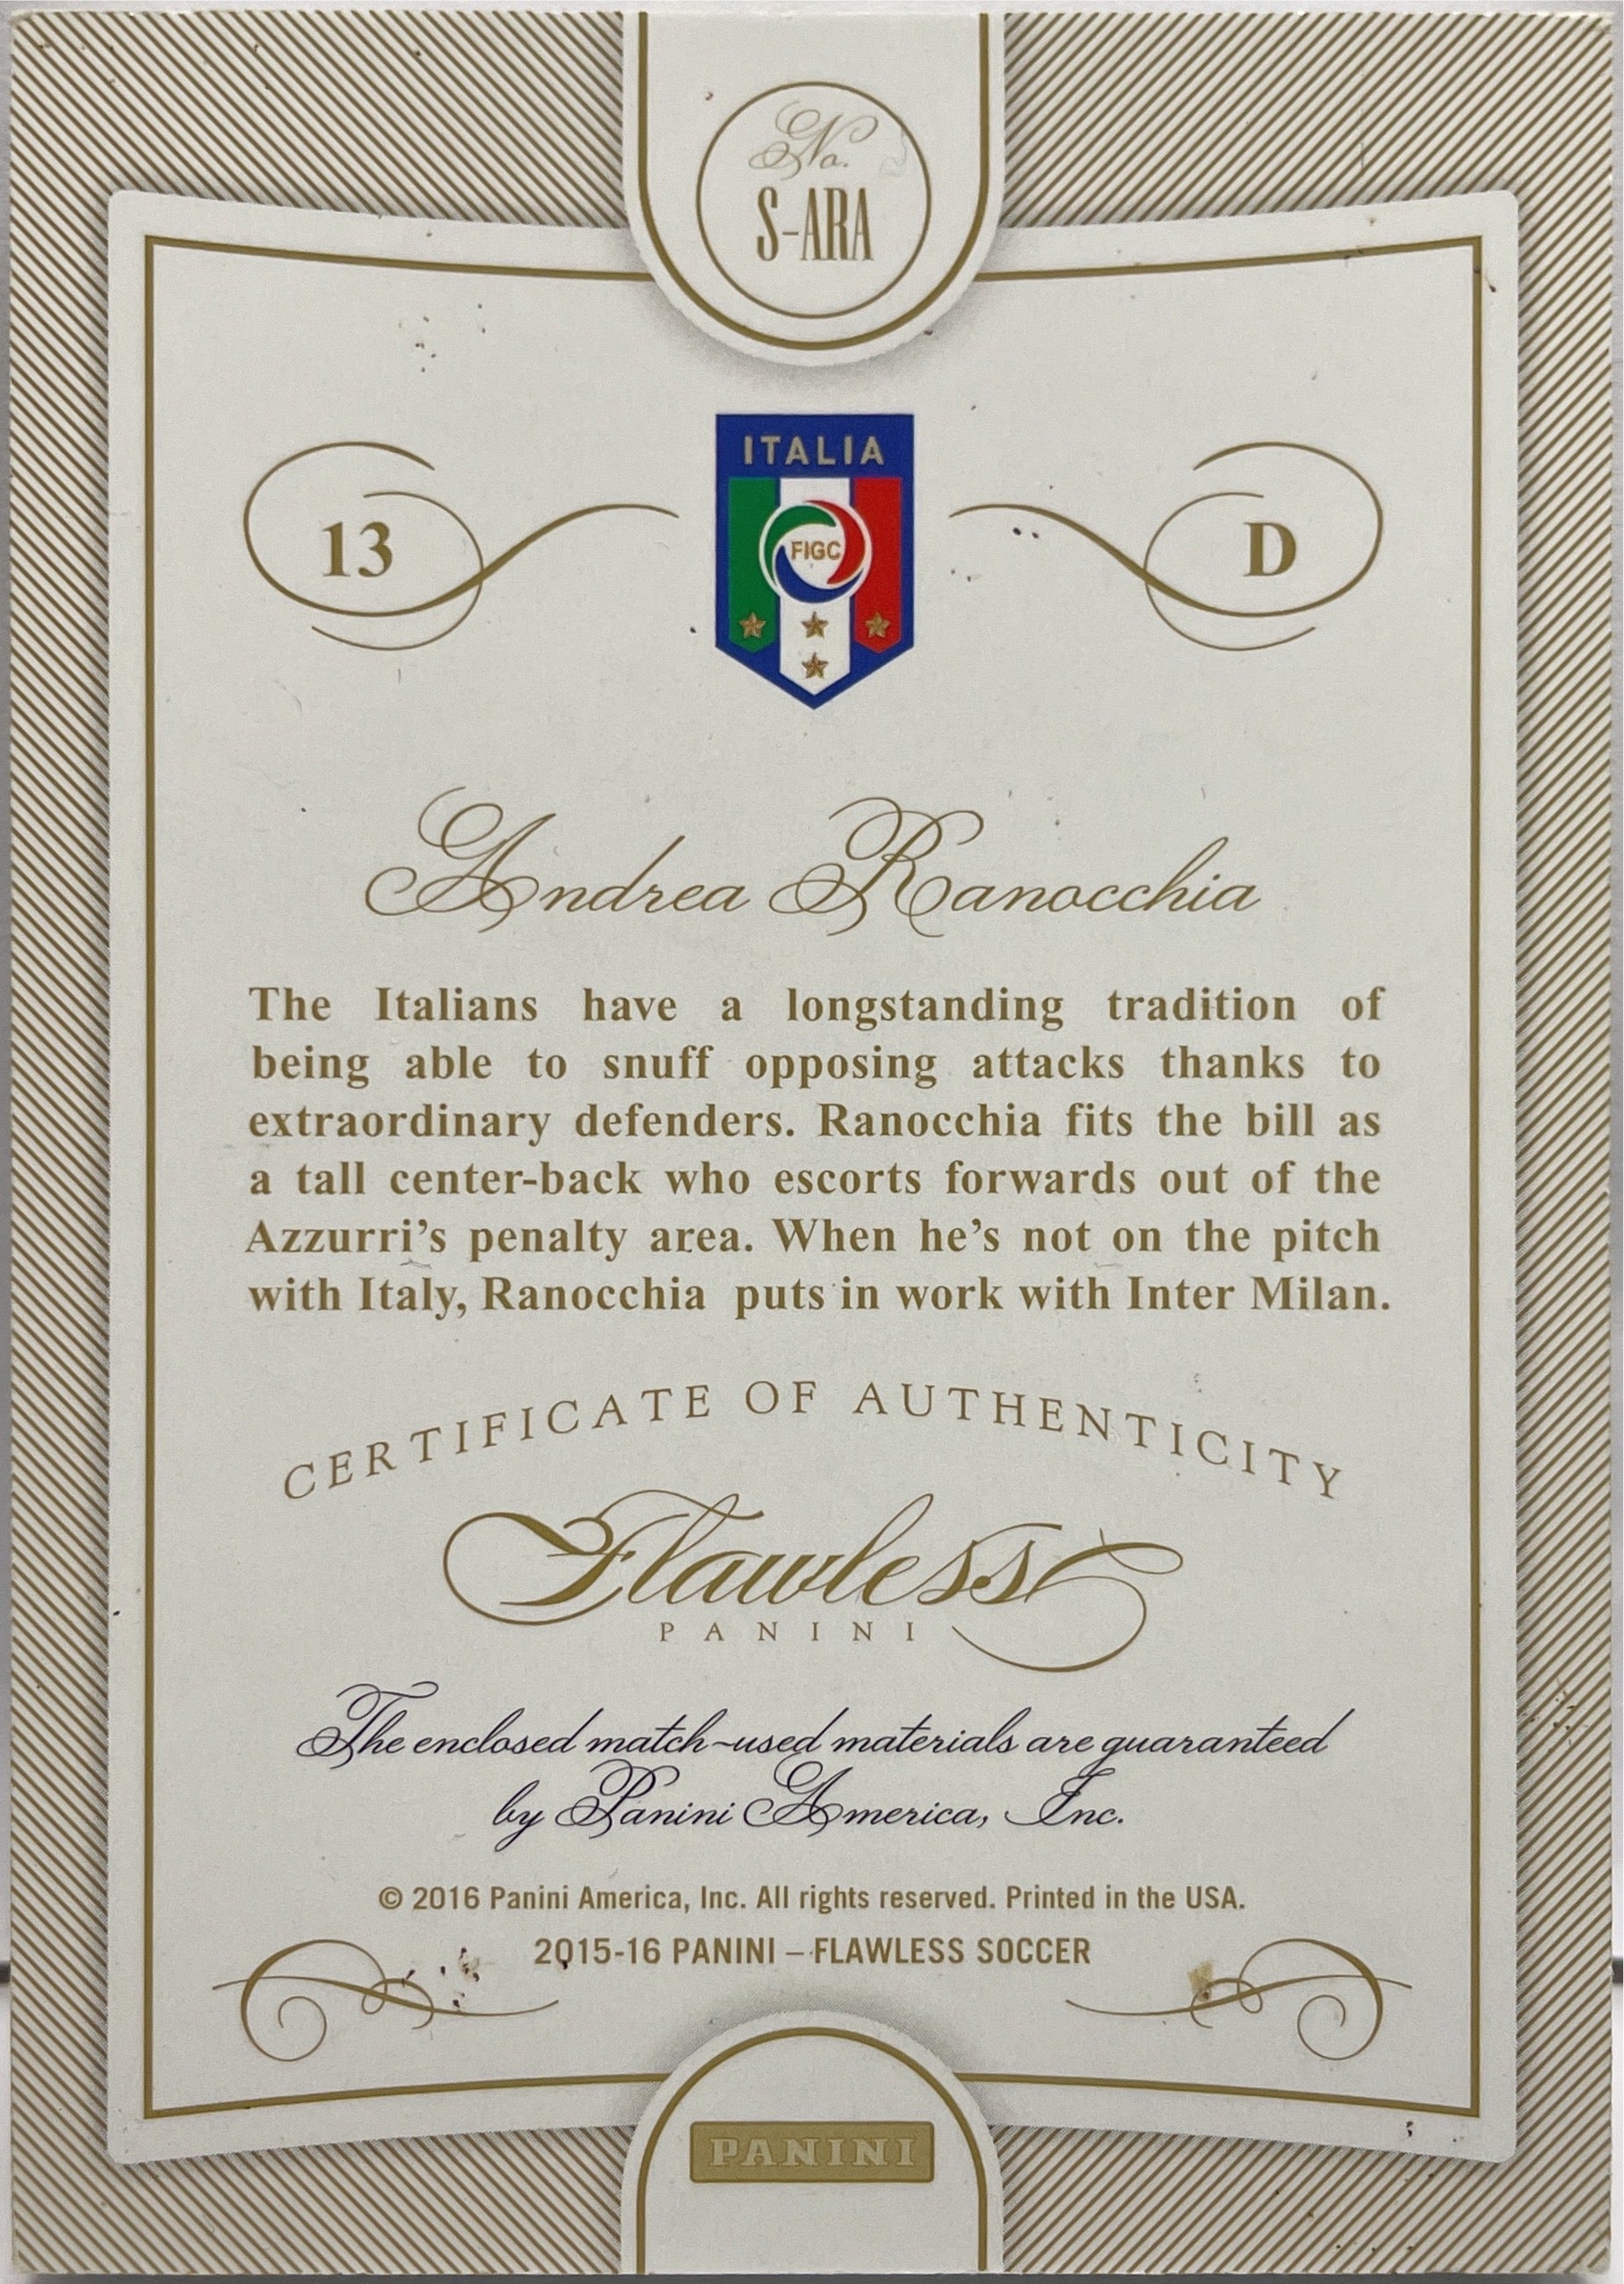 No.
S-ARA
ITALIA
13
FIGC
D
Andrea Ranocchia
The Italians have a longstanding tradition of
being able to snuff opposing attacks thanks to
extraordinary defenders. Ranocchia fits the bill as
a tall center-back who escorts forwards out of the
Azzurri’s penalty area. When he’s not on the pitch
with Italy, Ranocchia puts in work with Inter Milan.
CERTIFICATE OF AUTHENTICITY
Flawless
PANINI
The enclosed match-used materials are guaranteed
by Panini America, Inc.
© 2016 Panini America, Inc. All rights reserved. Printed in the USA.
2015-16 PANINI – FLAWLESS SOCCER
PANINI